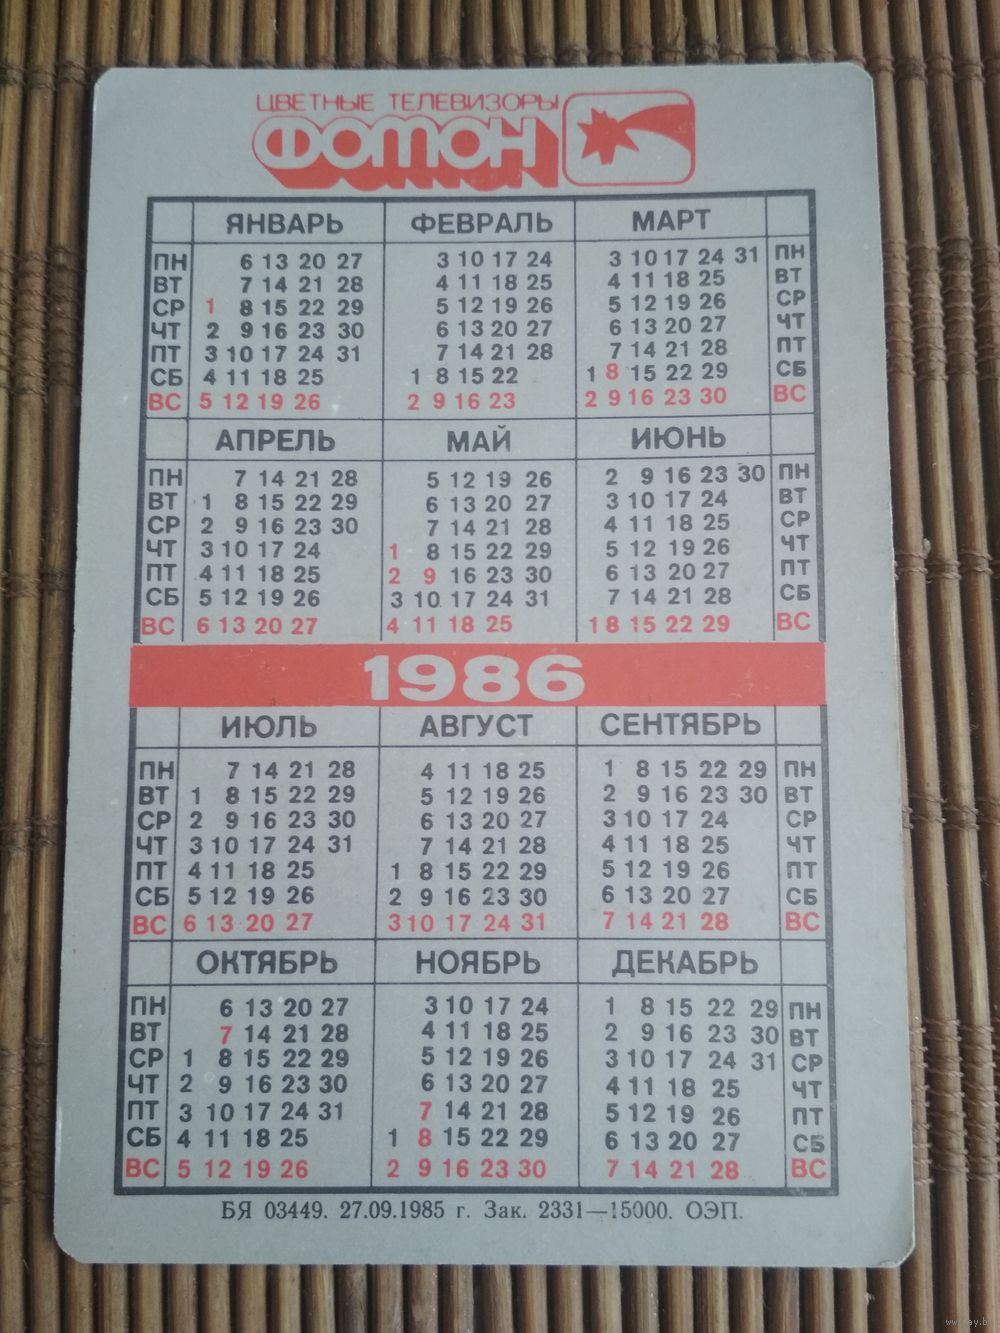 ЦВЕТНЫЕ ТЕЛЕВИЗОРЫ
ФОТОН
ЯНВАРЬ ФЕВРАЛЬ МАРТ
ПН 6 13 20 27 3 10 17 24 3 10 17 24 31 ПН
ВТ 7 14 21 28 4 11 18 25 4 11 18 25 ВТ
СР 1 8 15 22 29 5 12 19 26 5 12 19 26 СР
ЧТ 2 9 16 23 30 6 13 20 27 6 13 20 27 ЧТ
ПТ 3 10 17 24 31 7 14 21 28 7 14 21 28 ПТ
СБ 4 11 18 25 1 8 15 22 1 8 15 22 29 СБ
ВС 5 12 19 26 2 9 16 23 2 9 16 23 30 ВС
АПРЕЛЬ МАЙ ИЮНЬ
ПН 7 14 21 28 5 12 19 26 2 9 16 23 30 ПН
ВТ 1 8 15 22 29 6 13 20 27 3 10 17 24 ВТ
СР 2 9 16 23 30 7 14 21 28 4 11 18 25 СР
ЧТ 3 10 17 24 1 8 15 22 29 5 12 19 26 ЧТ
ПТ 4 11 18 25 2 9 16 23 30 6 13 20 27 ПТ
СБ 5 12 19 26 3 10 17 24 31 7 14 21 28 СБ
ВС 6 13 20 27 4 11 18 25 1 8 15 22 29 ВС
1986
ИЮЛЬ АВГУСТ СЕНТЯБРЬ
ПН 7 14 21 28 4 11 18 25 1 8 15 22 29 ПН
ВТ 1 8 15 22 29 5 12 19 26 2 9 16 23 30 ВТ
СР 2 9 16 23 30 6 13 20 27 3 10 17 24 СР
ЧТ 3 10 17 24 31 7 14 21 28 4 11 18 25 ЧТ
ПТ 4 11 18 25 1 8 15 22 29 5 12 19 26 ПТ
СБ 5 12 19 26 2 9 16 23 30 6 13 20 27 СБ
ВС 6 13 20 27 3 10 17 24 31 7 14 21 28 ВС
ОКТЯБРЬ НОЯБРЬ ДЕКАБРЬ
ПН 6 13 20 27 3 10 17 24 1 8 15 22 29 ПН
ВТ 7 14 21 28 4 11 18 25 2 9 16 23 30 ВТ
СР 1 8 15 22 29 5 12 19 26 3 10 17 24 31 СР
ЧТ 2 9 16 23 30 6 13 20 27 4 11 18 25 ЧТ
ПТ 3 10 17 24 31 7 14 21 28 5 12 19 26 ПТ
СБ 4 11 18 25 1 8 15 22 29 6 13 20 27 СБ
ВС 5 12 19 26 2 9 16 23 30 7 14 21 28 ВС
БЯ 03449. 27.09.1985 г. Зак. 2331—15000. ОЭП.